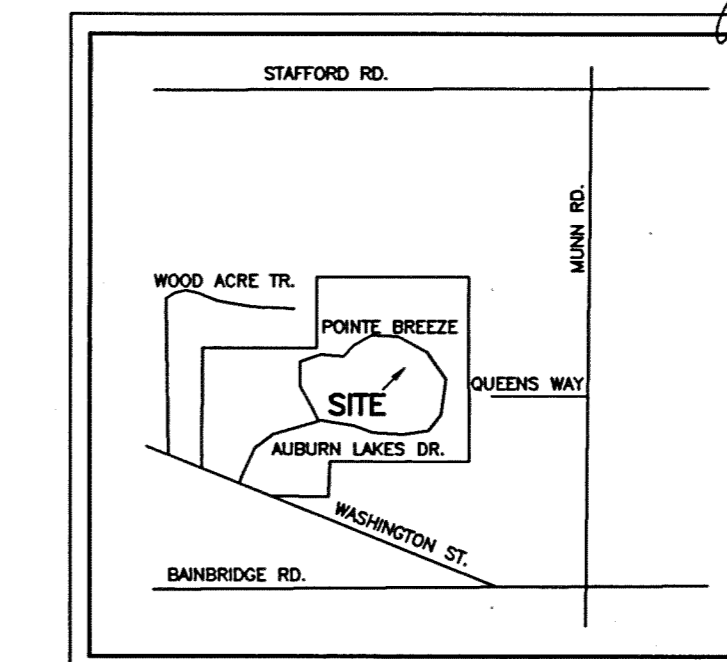 STAFFORD RD.
MUNN RD.
WOOD ACRE TR.
POINTE BREEZE
QUEENS WAY
SITE
AUBURN LAKES DR.
WASHINGTON ST.
BAINBRIDGE RD.